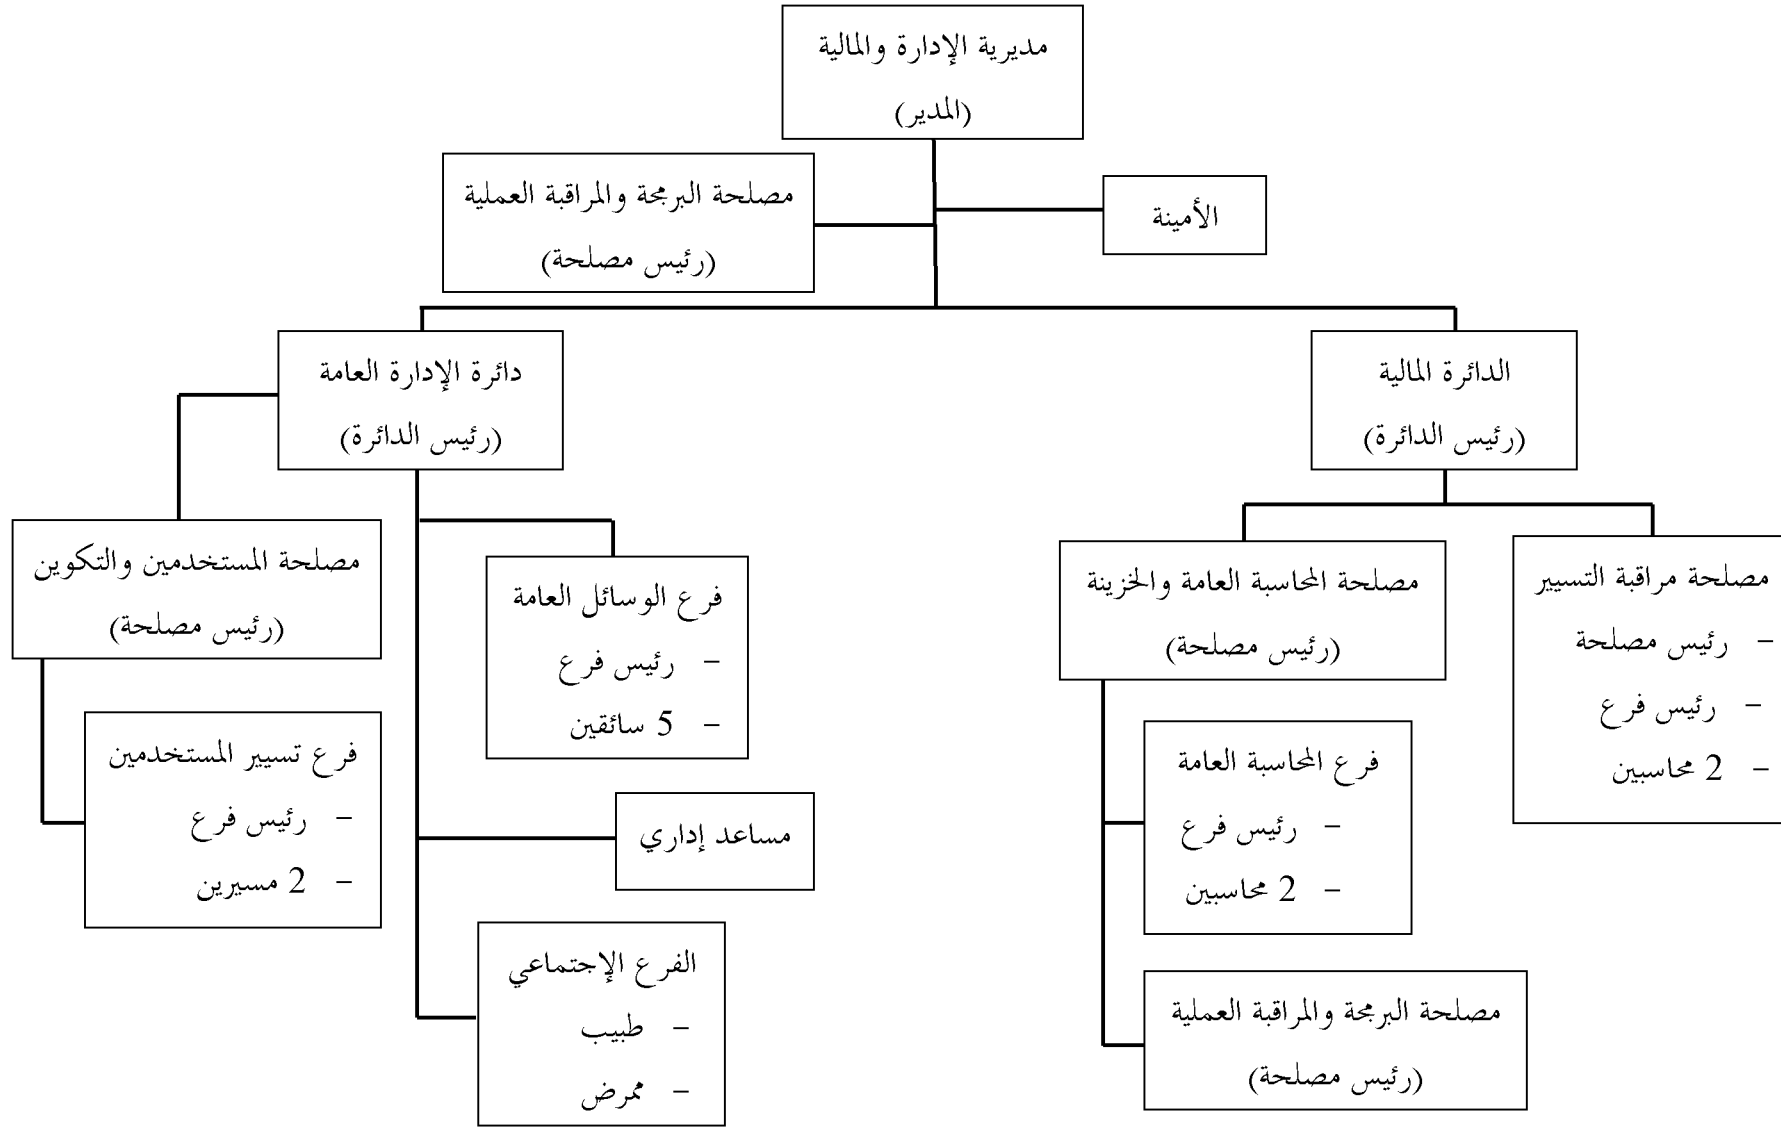 مديرية الإدارة والمالية
(المدير)
الأمينة
مصلحة البرمجة والمراقبة العملية
(رئيس مصلحة)
الدائرة المالية
(رئيس الدائرة)
دائرة الإدارة العامة
(رئيس الدائرة)
مصلحة مراقبة التسيير
- رئيس مصلحة
- رئيس فرع
- 2 محاسبين
مصلحة المحاسبة العامة والخزينة
(رئيس مصلحة)
فرع المحاسبة العامة
- رئيس فرع
- 2 محاسبين
مصلحة البرمجة والمراقبة العملية
(رئيس مصلحة)
فرع الوسائل العامة
- رئيس فرع
- 5 سائقين
مساعد إداري
الفرع الإجتماعي
- طبيب
- ممرض
مصلحة المستخدمين والتكوين
(رئيس مصلحة)
فرع تسيير المستخدمين
- رئيس فرع
- 2 مسيرين